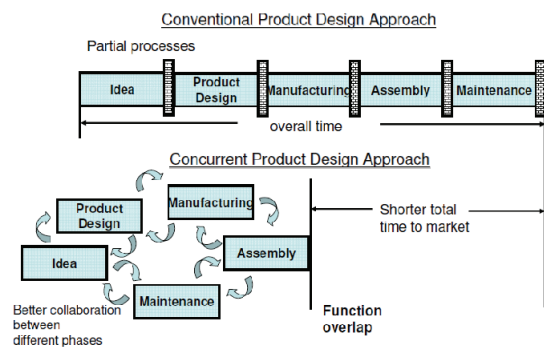 Conventional Product Design Approach
Partial processes
Idea
Product
Design
Manufacturing
Assembly
Maintenance
overall time
Concurrent Product Design Approach
Product
Design
Manufacturing
Idea
Assembly
Maintenance
Shorter total
time to market
Better collaboration
between
different phases
Function
overlap